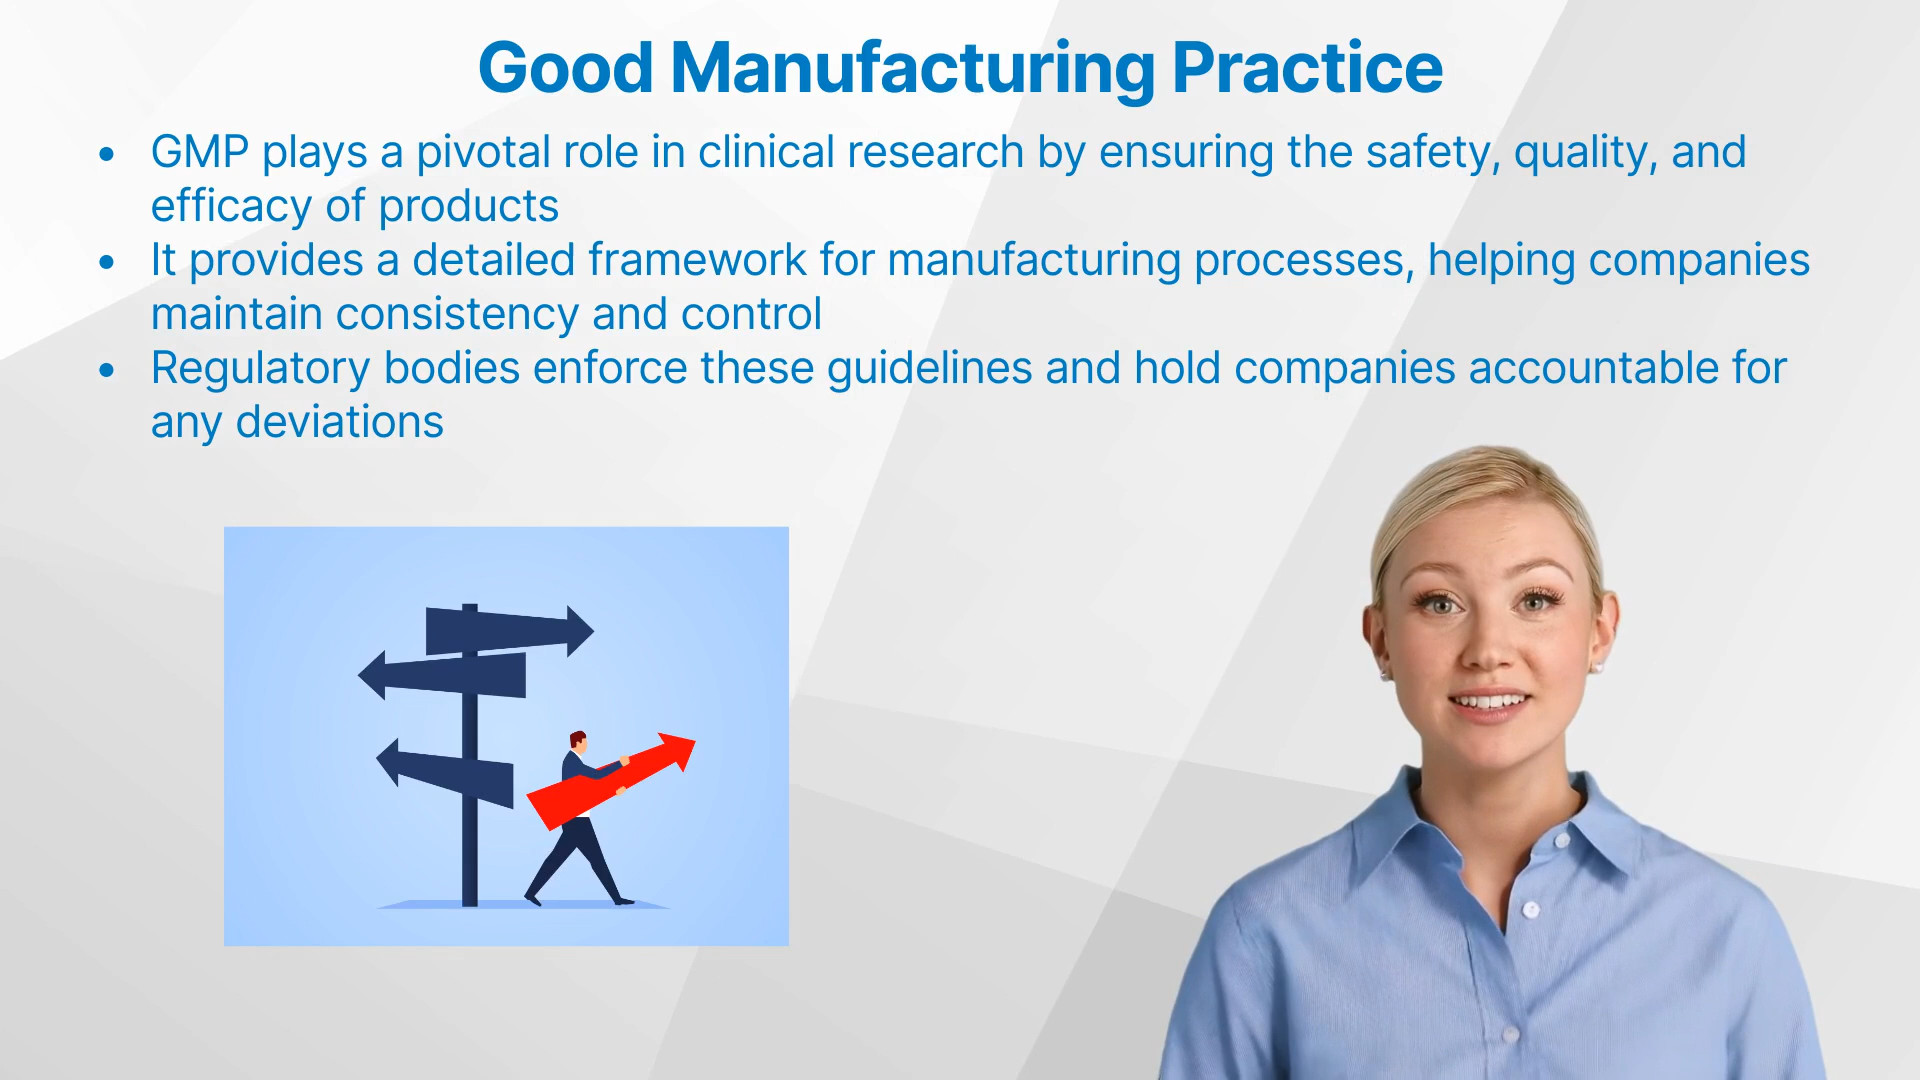 Good Manufacturing Practice
• GMP plays a pivotal role in clinical research by ensuring the safety, quality, and
efficacy of products
• It provides a detailed framework for manufacturing processes, helping companies
maintain consistency and control
• Regulatory bodies enforce these guidelines and hold companies accountable for
any deviations